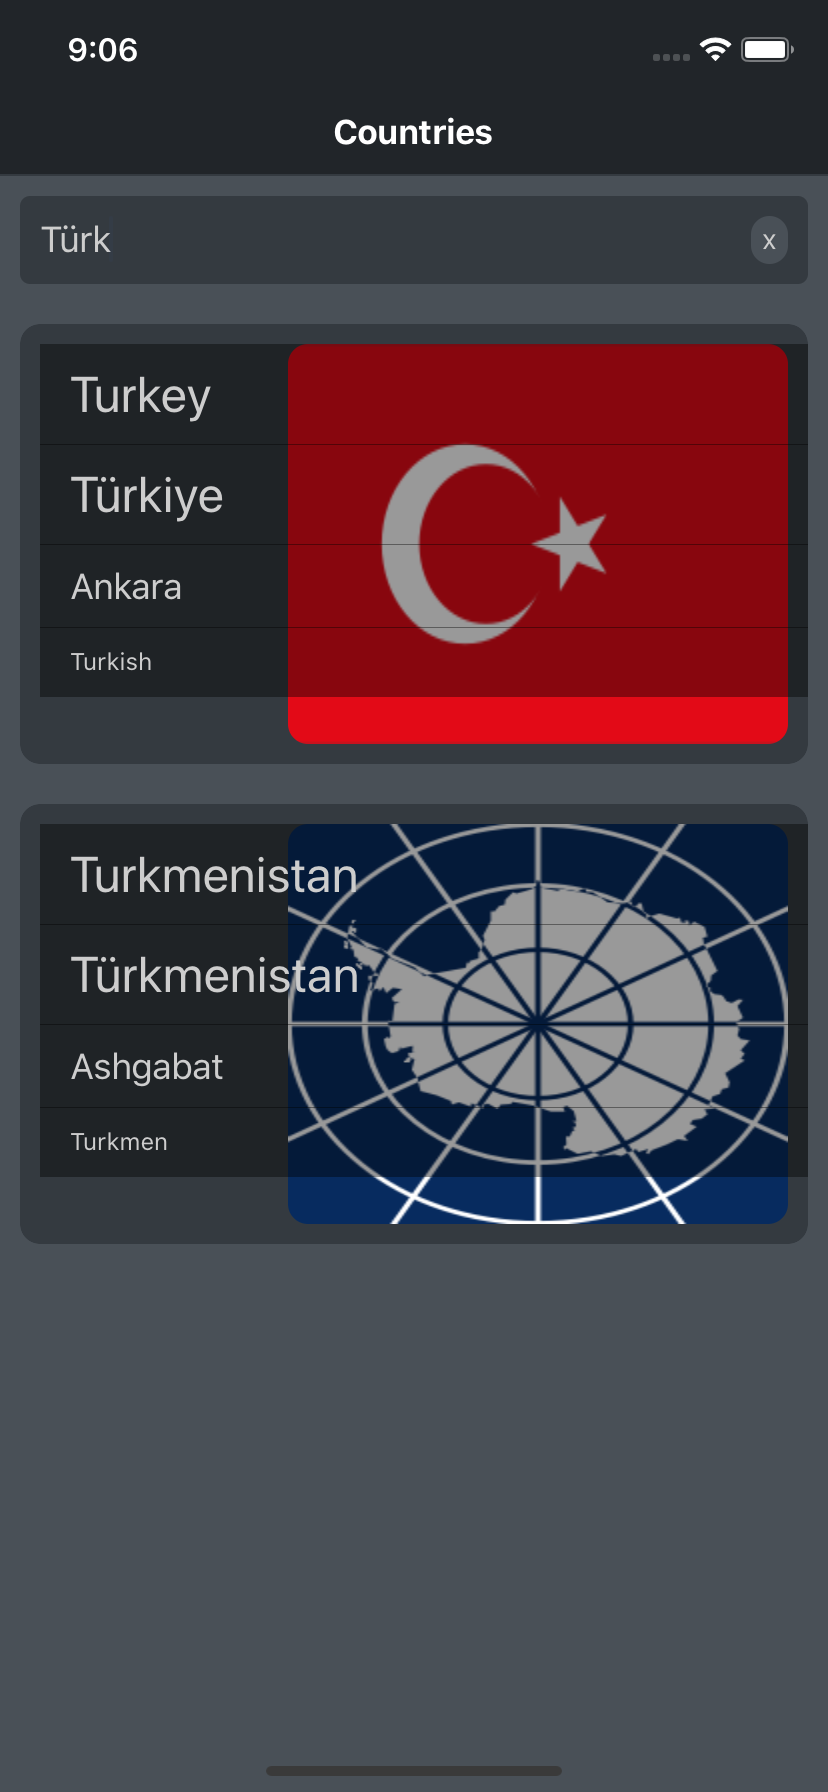 9:06
Countries
Türk
x
Turkey
Türkiye
Ankara
Turkish
Turkmenistan
Türkmenistan
Ashgabat
Turkmen